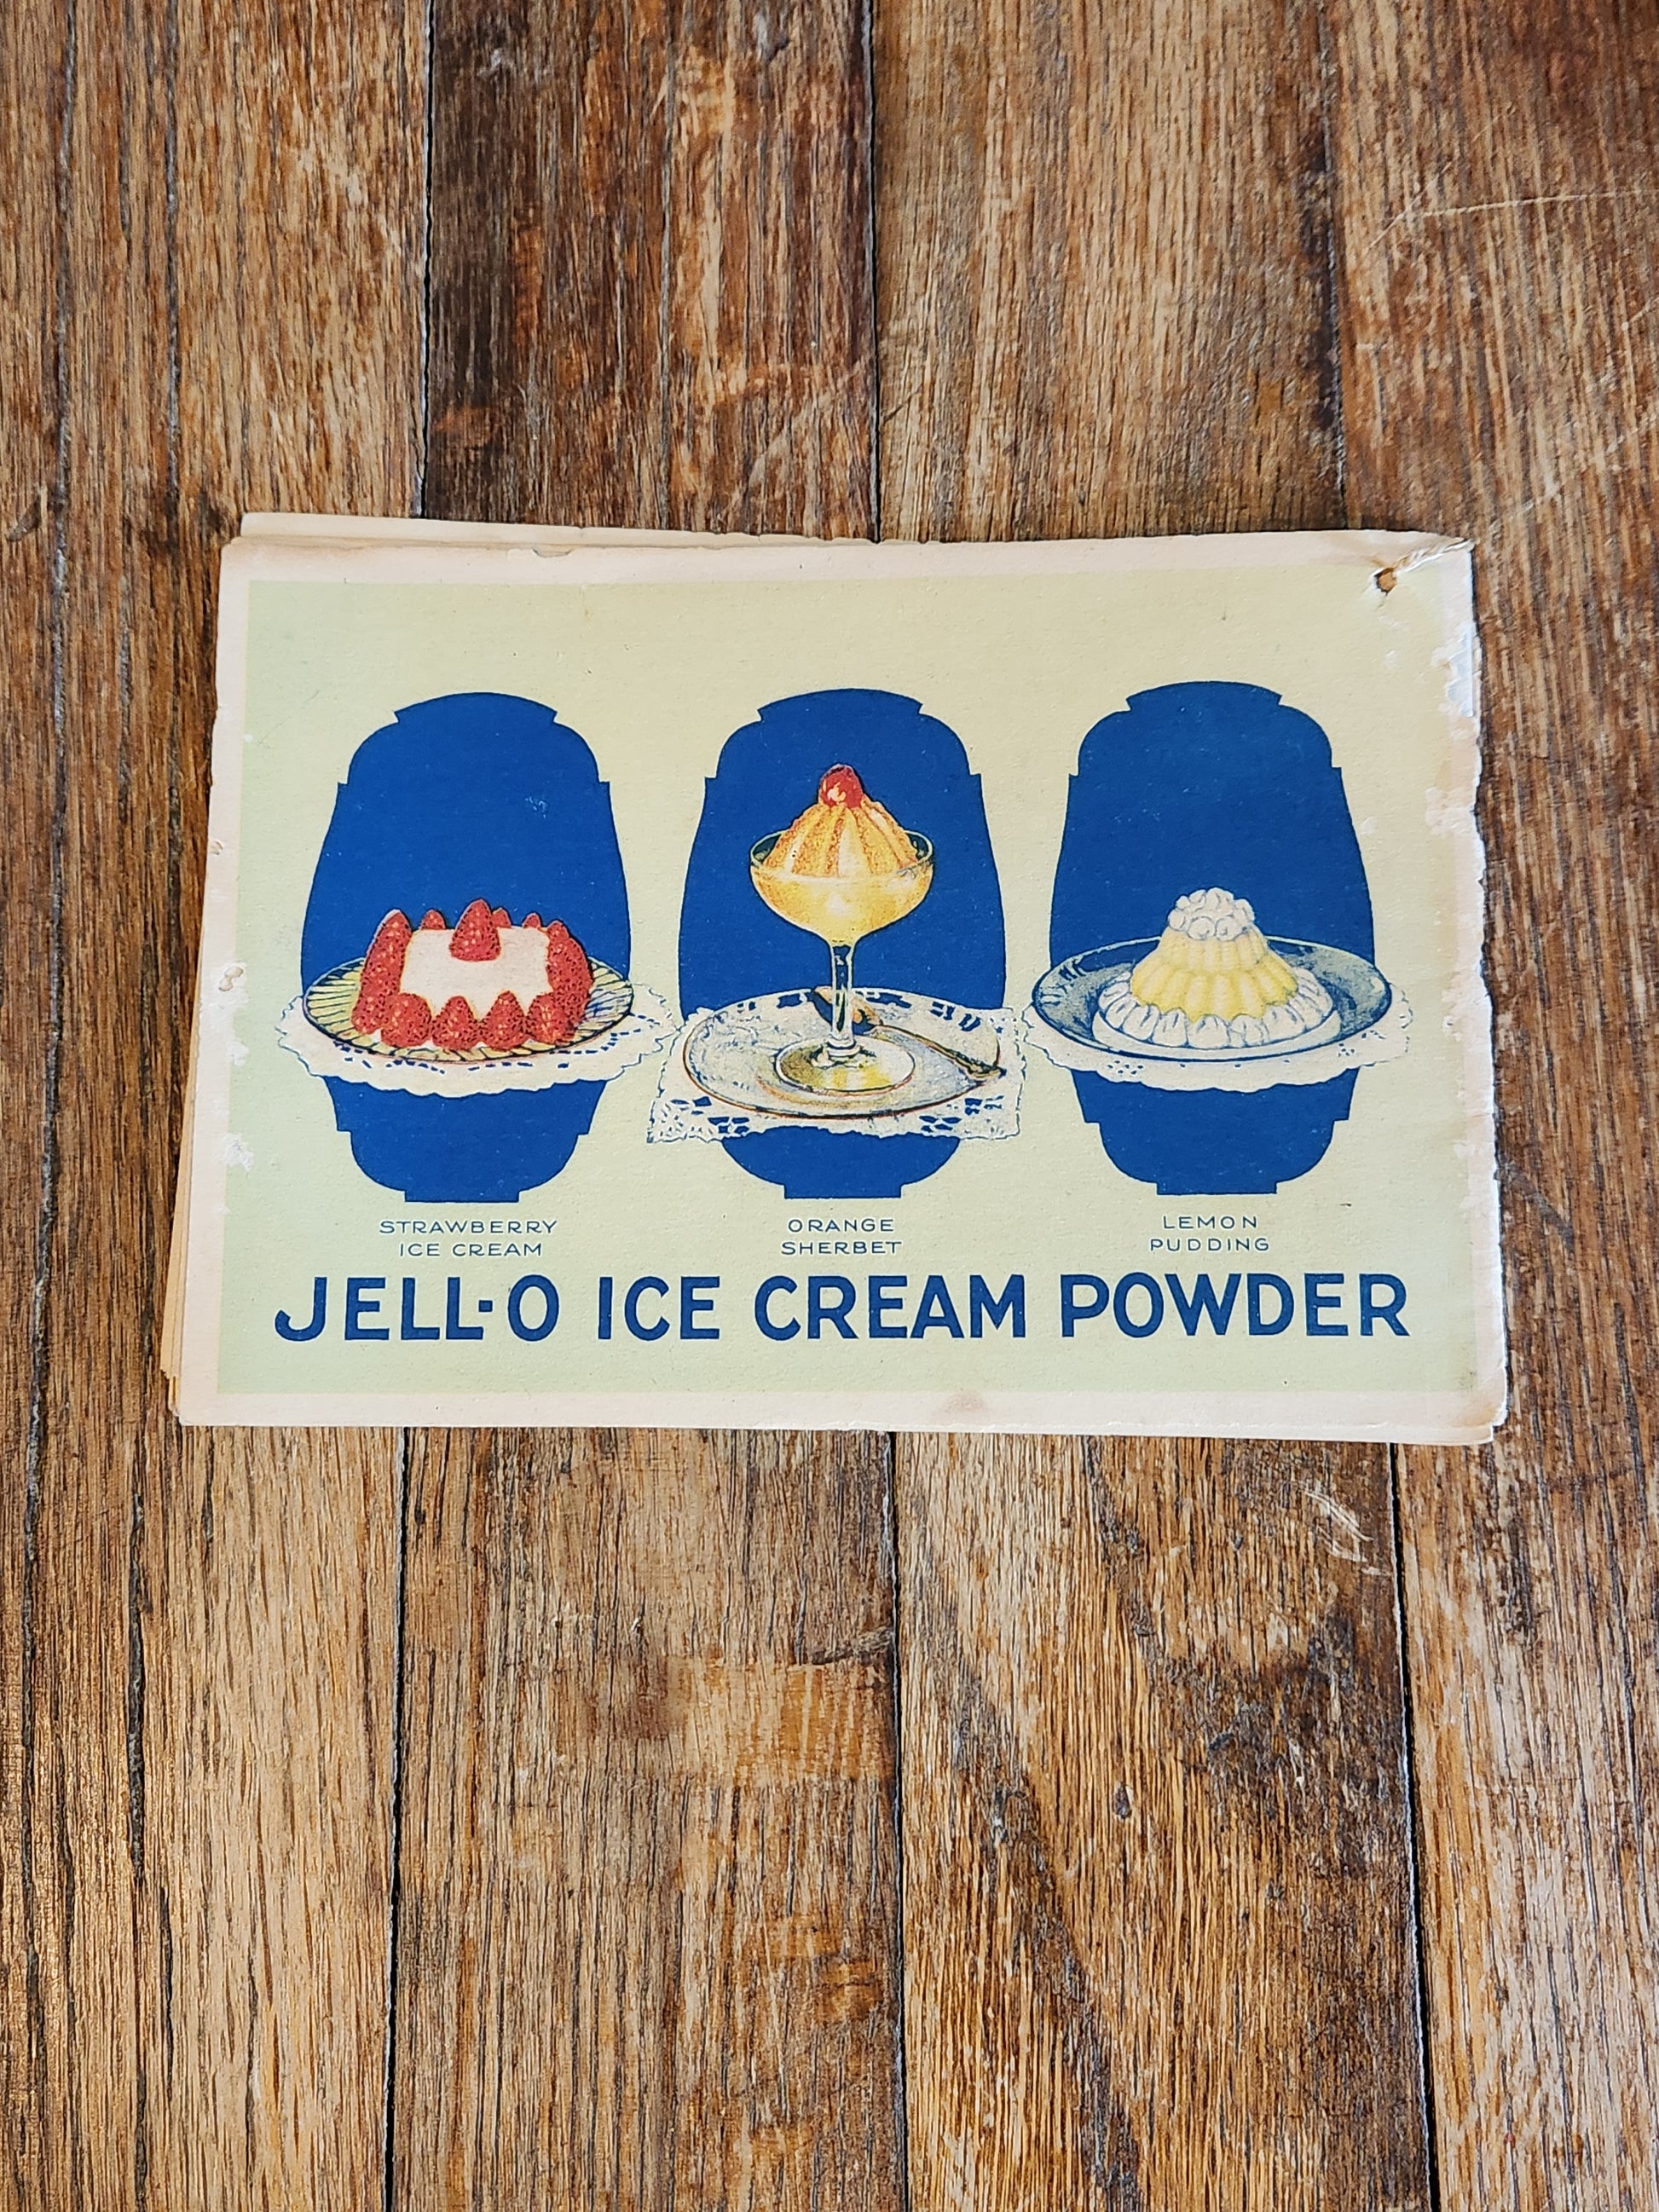 STRAWBERRY
ICE CREAM
ORANGE
SHERBET
LEMON
PUDDING
JELL-O ICE CREAM POWDER